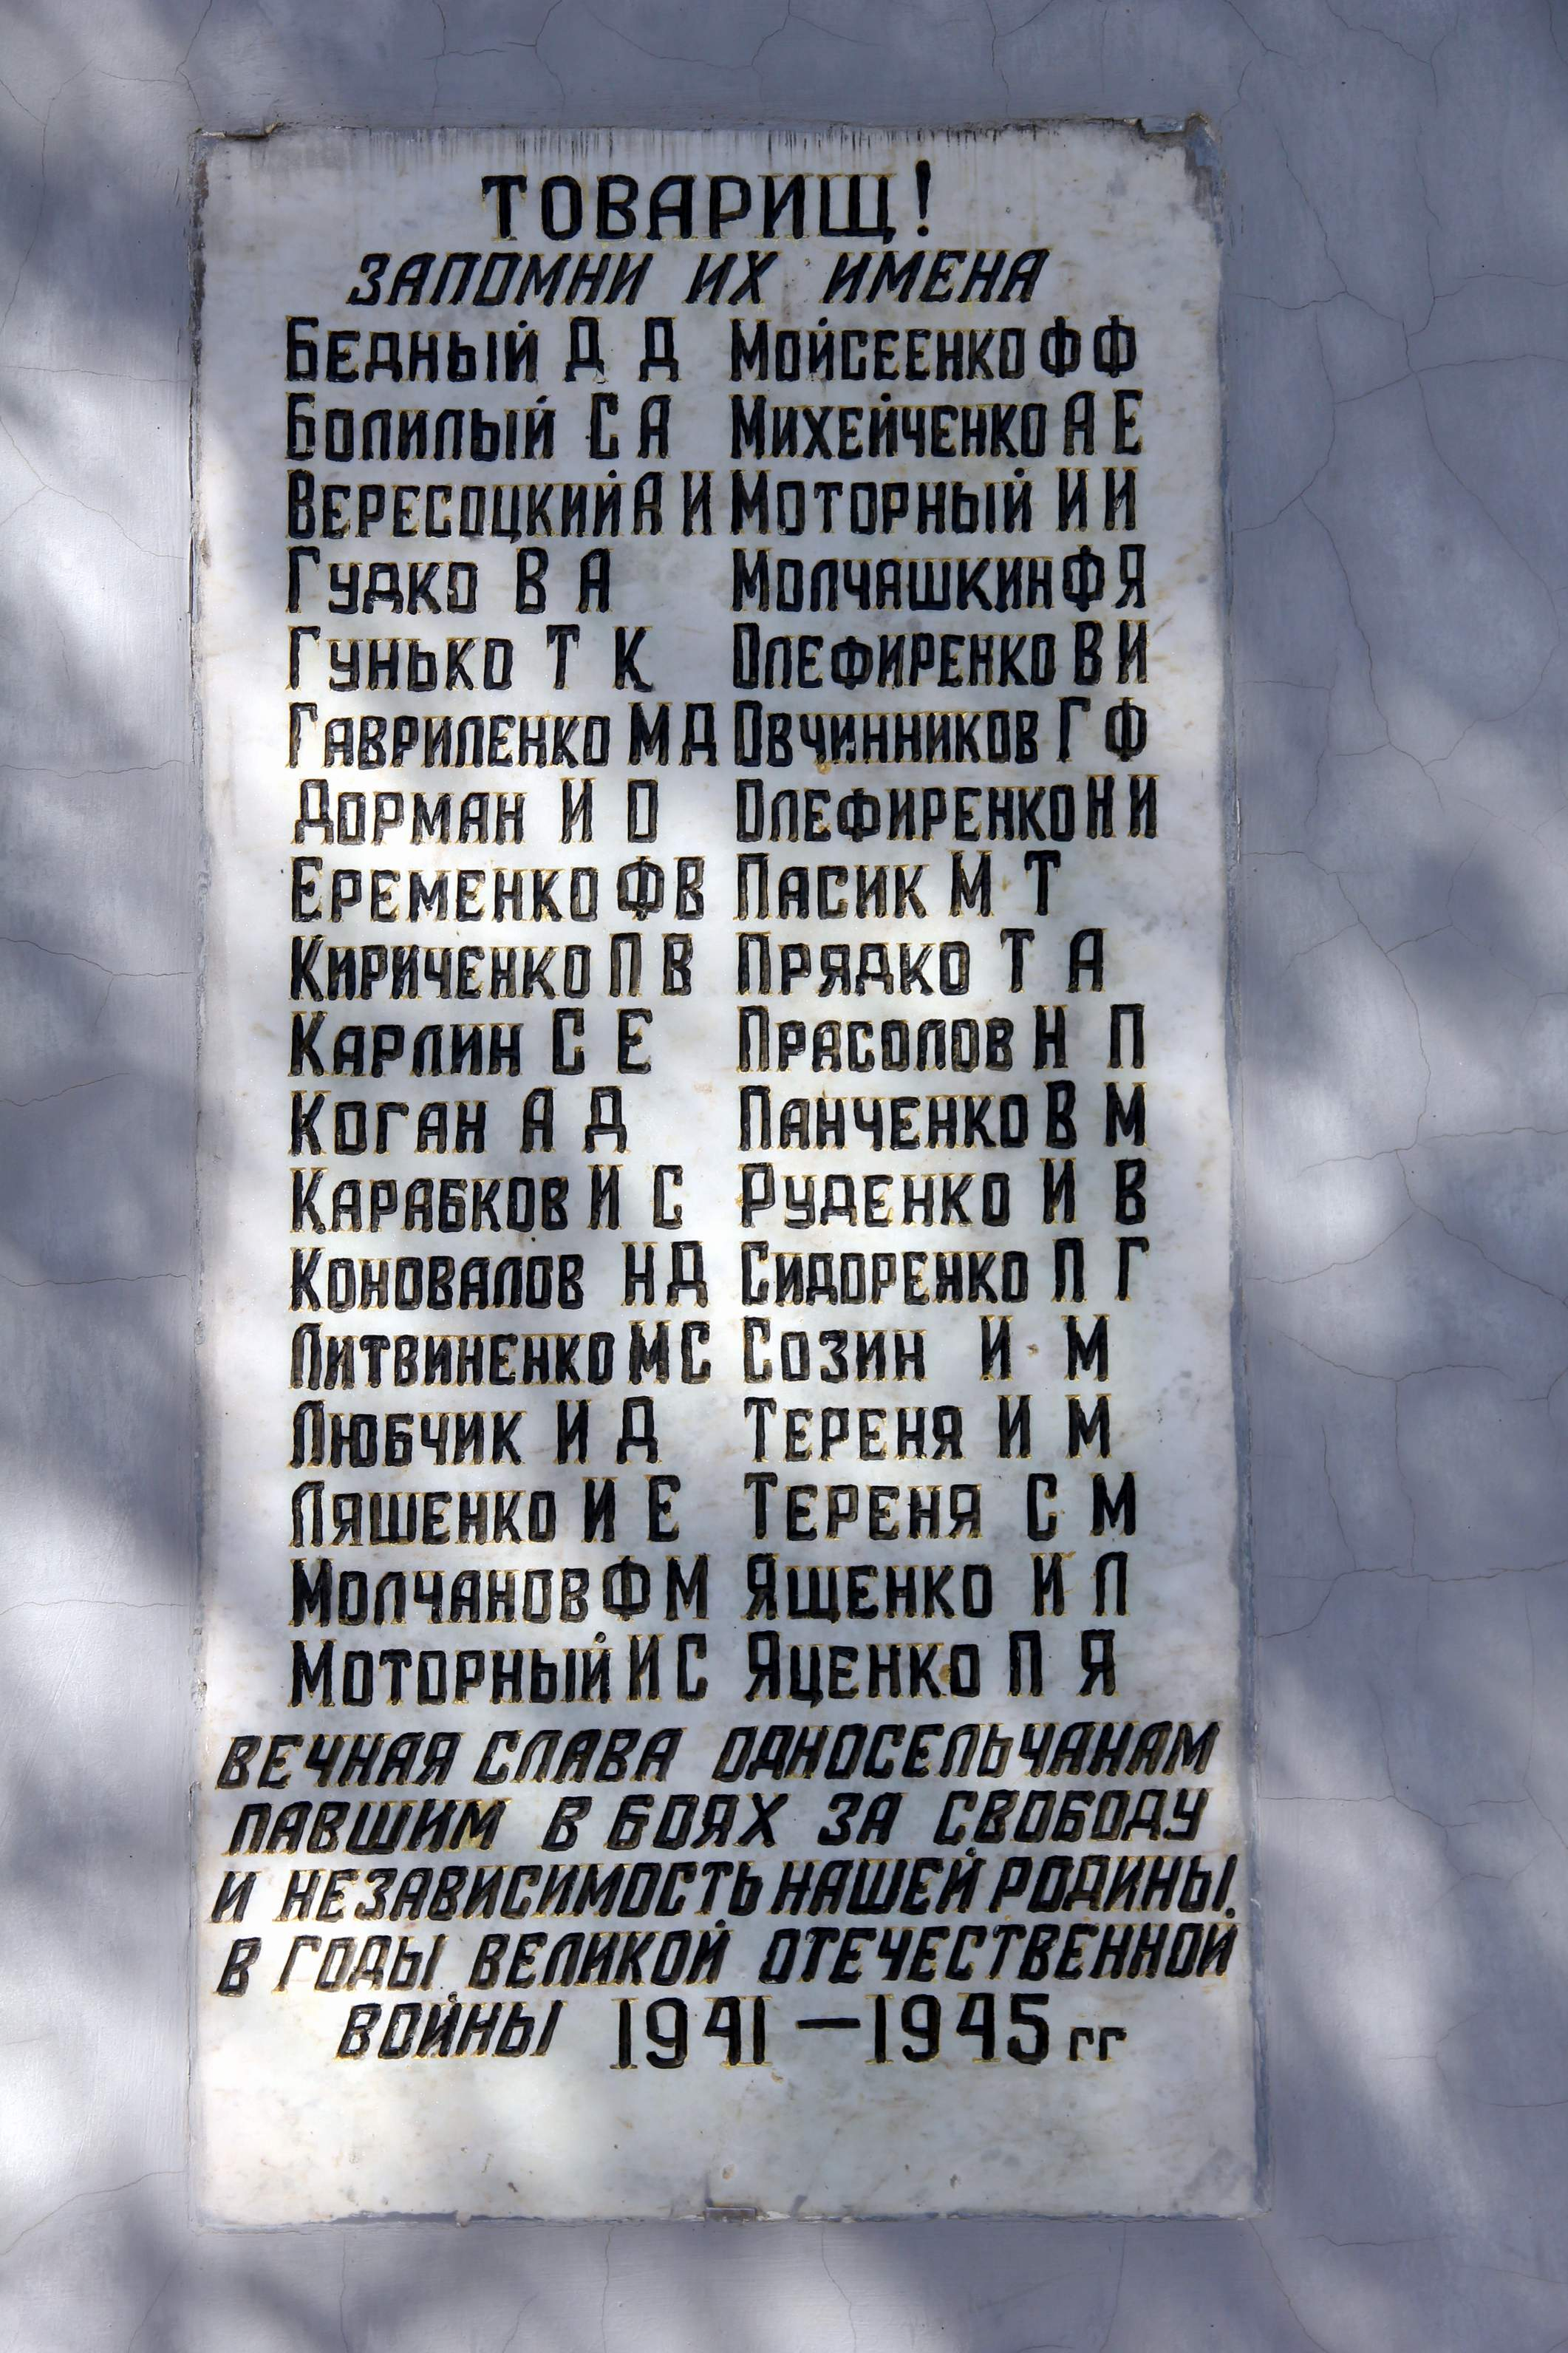 ТОВАРИЩ!
ЗАПОМНИ ИХ ИМЕНА
БЕДНЫЙ Д Д МОЙСЕЕНКО Ф Ф
БОЛИЛЫЙ С А МИХЕЙЧЕНКО А Е
ВЕРЕСОЦКИЙ А И МОТОРНЫЙ И И
ГУДКО В А МОЛЧАШКИН Ф Я
ГУНЬКО Т К ОЛЕФИРЕНКО В И
ГАВРИЛЕНКО М Д ОВЧИННИКОВ Г Ф
ДОРМАН И О ОЛЕФИРЕНКО Н И
ЕРЕМЕНКО Ф В ПАСИК М Т
КИРИЧЕНКО П В ПРЯДКО Т А
КАРЛИН С Е ПРАСОЛОВ Н П
КОГАН А Д ПАНЧЕНКО В М
КАРАБКОВ И С РУДЕНКО И В
КОНОВАЛОВ Н Д СИДОРЕНКО П Г
ЛИТВИНЕНКО М С СОЗИН И М
ЛЮБЧИК И Д ТЕРЕНЯ И М
ЛЯШЕНКО И Е ТЕРЕНЯ С М
МОЛЧАНОВ Ф М ЯЩЕНКО И Л
МОТОРНЫЙ И С ЯЦЕНКО П Я
ВЕЧНАЯ СЛАВА ОДНОСЕЛЬЧАНАМ
ПАВШИМ В БОЯХ ЗА СВОБОДУ
И НЕЗАВИСИМОСТЬ НАШЕЙ РОДИНЫ
В ГОДЫ ВЕЛИКОЙ ОТЕЧЕСТВЕННОЙ
ВОЙНЫ 1941 – 1945 гг